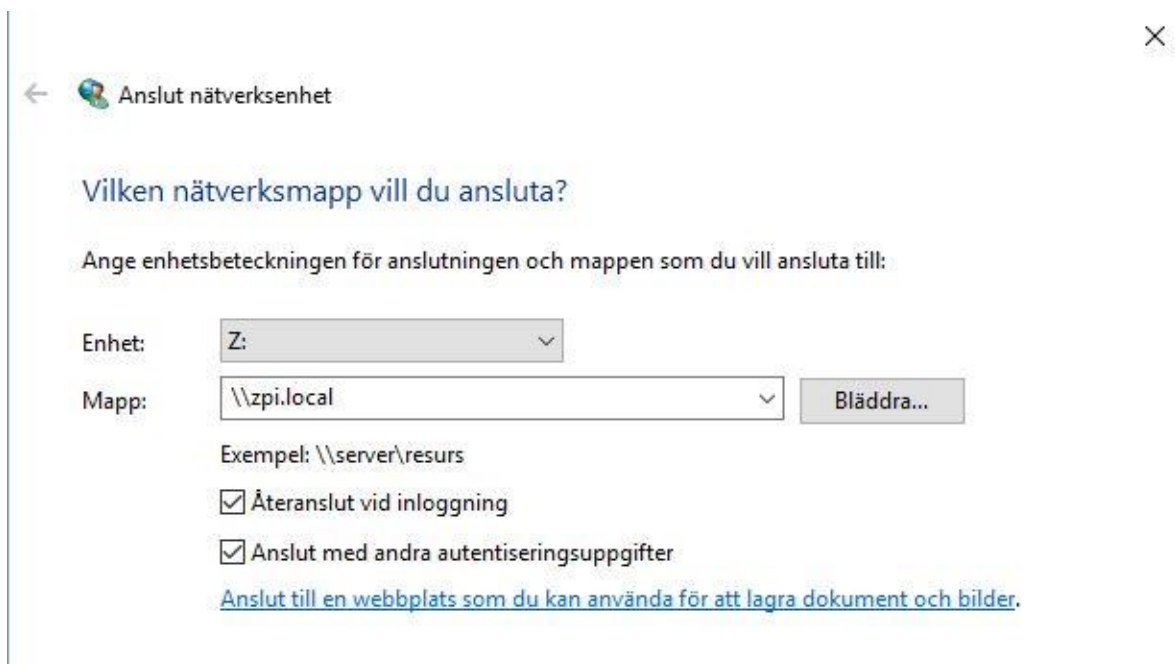 Anslut nätverksenhet
Vilken nätverksmapp vill du ansluta?
Ange enhetsbeteckningen för anslutningen och mappen som du vill ansluta till:
Enhet: Z:
Mapp: \\zpi.local Bläddra...
Exempel: \\server\resurs
Återanslut vid inloggning
Anslut med andra autentiseringsuppgifter
Anslut till en webbplats som du kan använda för att lagra dokument och bilder.